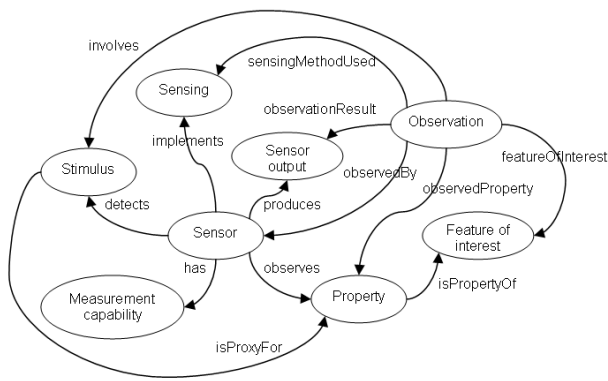 involves
sensingMethodUsed
Sensing
observationResult
Observation
implements
Sensor
output
featureOfInterest
Stimulus
observedBy
observedProperty
detects
produces
Sensor
Feature of
interest
has
observes
isPropertyOf
Measurement
capability
Property
isProxyFor